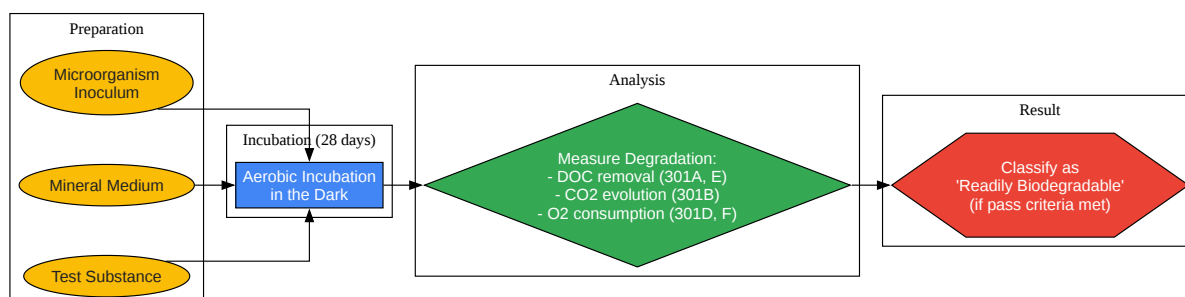 Preparation
Microorganism
Inoculum
Mineral Medium
Test Substance
Incubation (28 days)
Aerobic Incubation
in the Dark
Analysis
Measure Degradation:
- DOC removal (301A, E)
- CO2 evolution (301B)
- O2 consumption (301D, F)
Result
Classify as
'Readily Biodegradable'
(if pass criteria met)